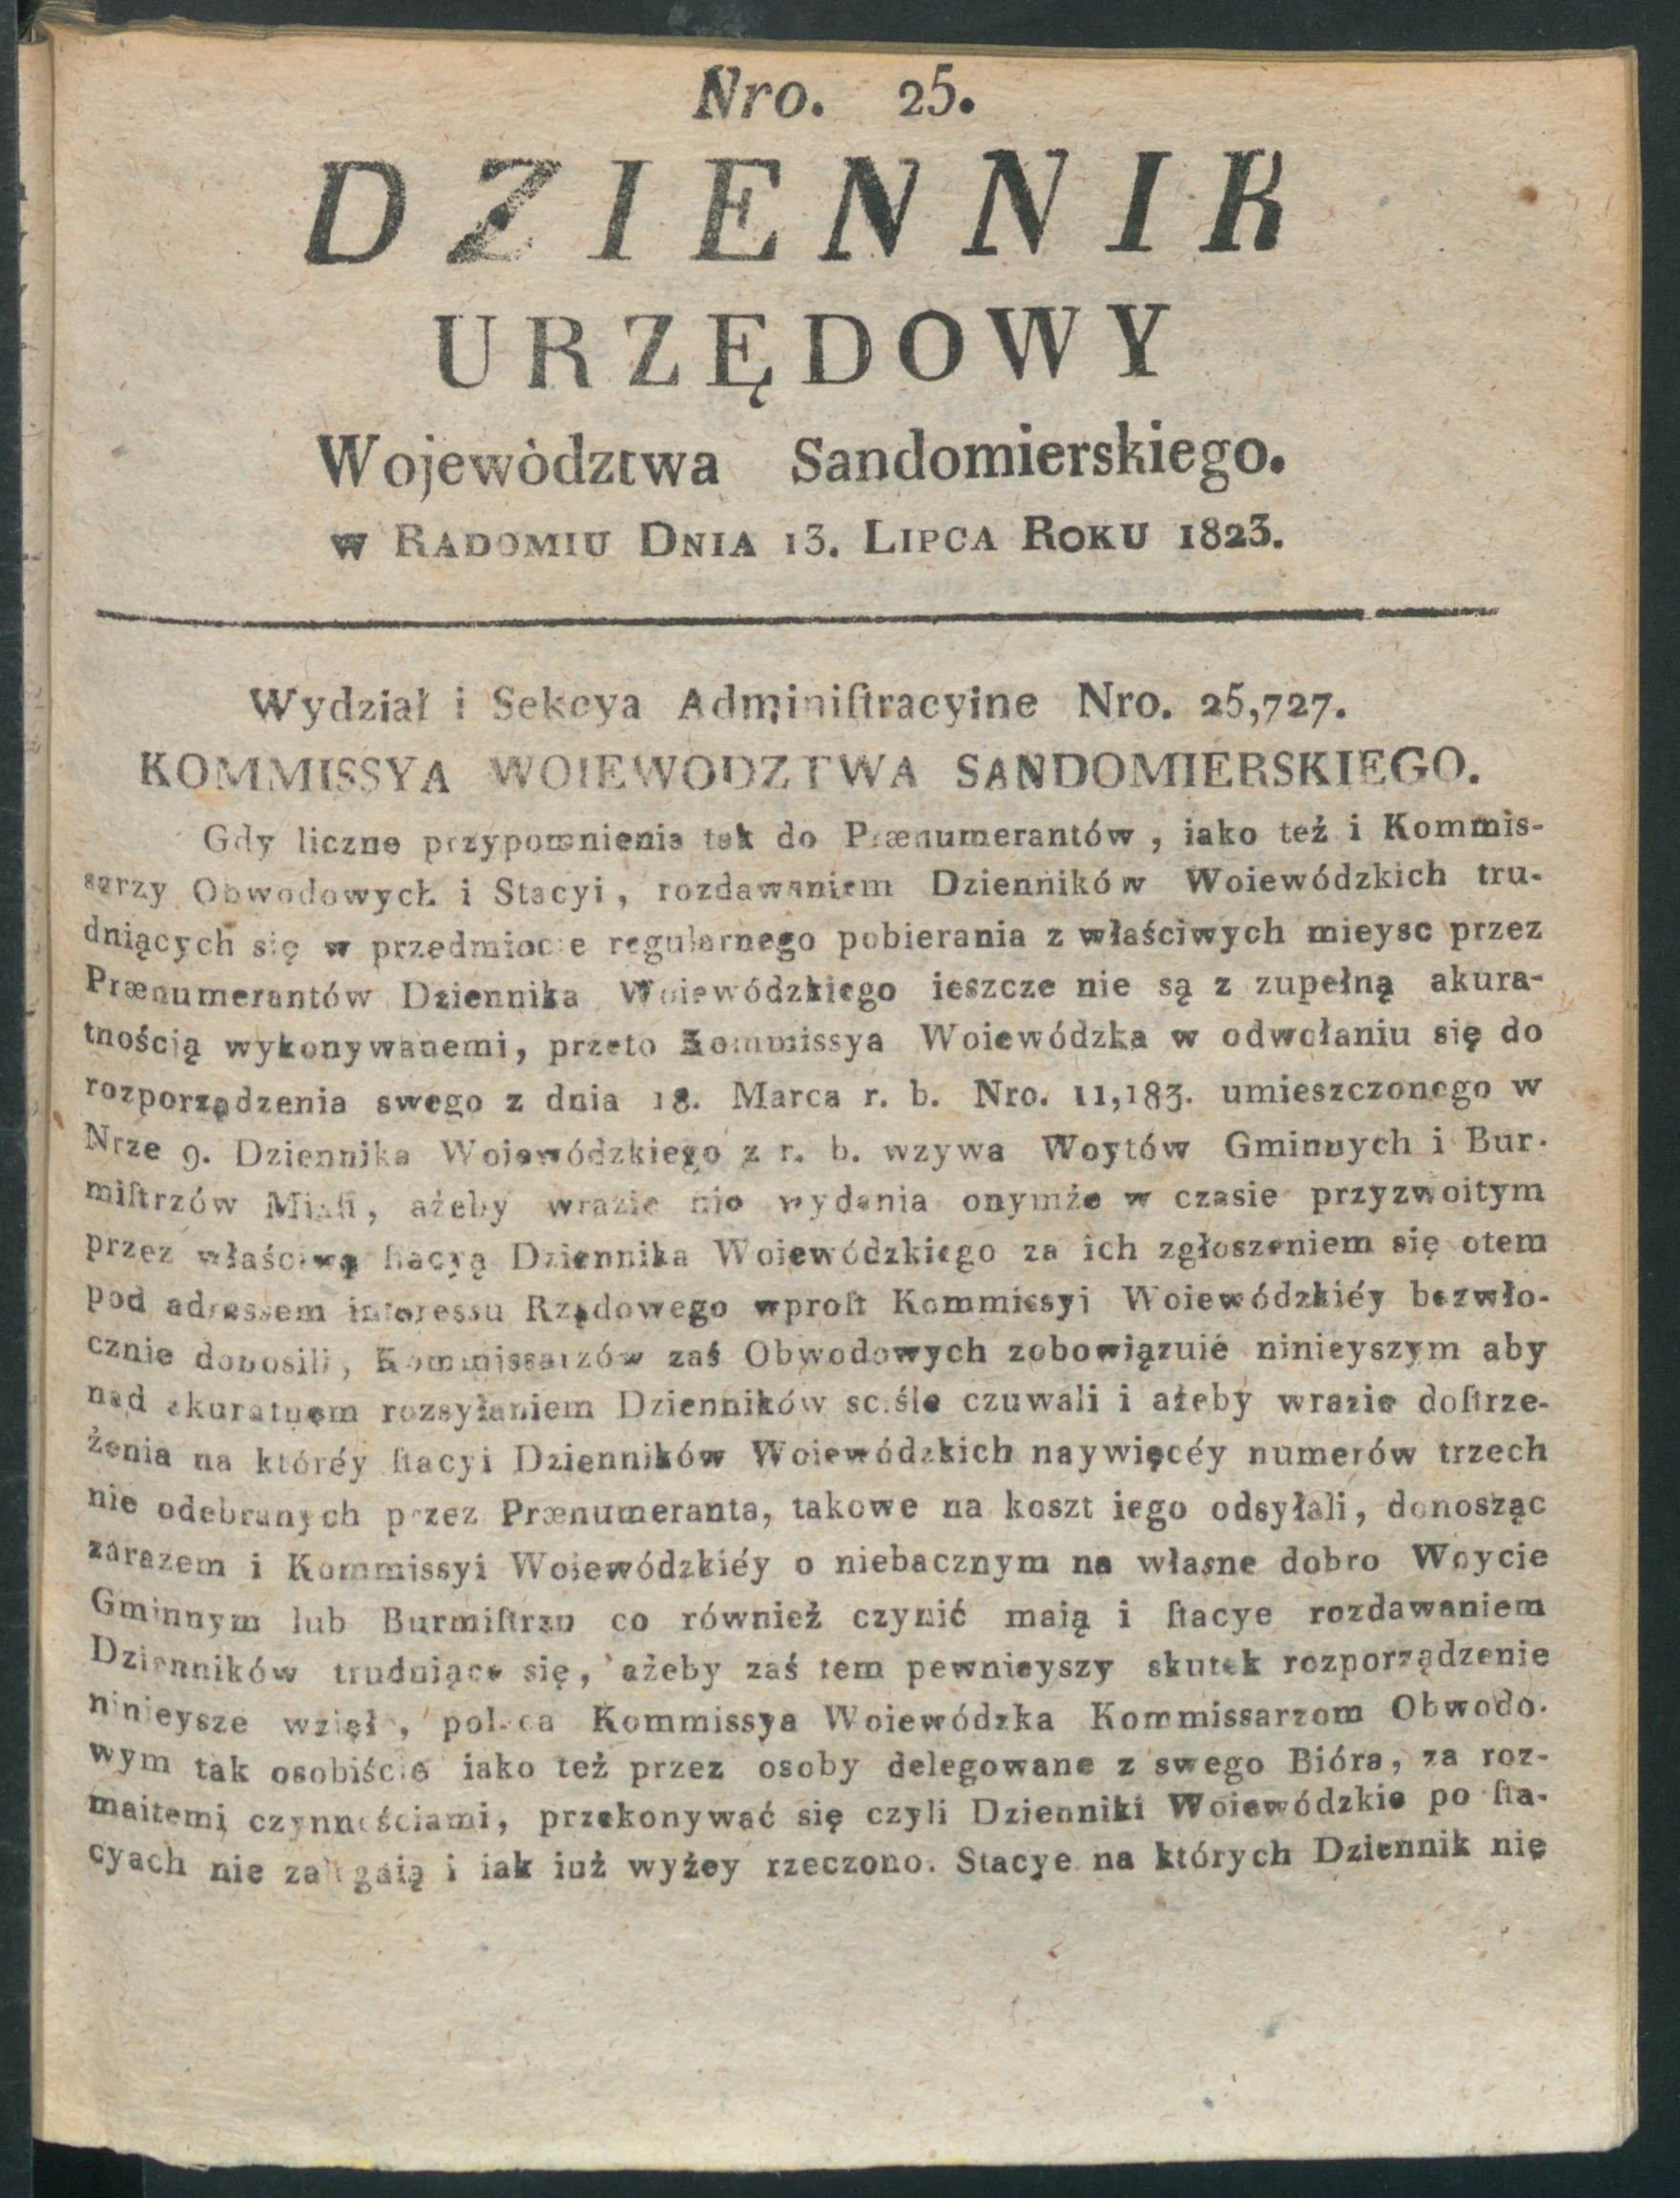 Nro. 25.
DZIENNIK
URZĘDOWY
Województwa Sandomierskiego.
w Radomiu Dnia 13. Lipca Roku 1823.
Wydział i Sekcya Adminiſtracyine Nro. 25,727.
KOMMISSYA WOIEWODZTWA SANDOMIERSKIEGO.
Gdy liczne przypomnienia tak do Prænumerantów, iako też i Kommis-
sarzy Obwodowych i Stacyi, rozdawaniem Dzienników Woiewódzkich tru-
dniących się w przedmiocie regularnego pobierania z właściwych mieysc przez
Prænumerantów Dziennika Woiewódzkiego ieszcze nie są z zupełną akura-
tnością wykonywanemi, przeto Kommissya Woiewódzka w odwołaniu się do
rozporządzenia swego z dnia 18. Marca r. b. Nro. 11,183. umieszczonego w
Nrze 9. Dziennika Woiewódzkiego z r. b. wzywa Woytów Gminnych i Bur-
miſtrzów Miaſt, ażeby wrazie nie wydania onymże w czasie przyzwoitym
przez właściwą ſtacyą Dziennika Woiewódzkiego za ich zgłoszeniem się otem
pod adressem interessu Rządowego wproſt Kommissyi Woiewódzkiéy bezwło-
cznie donosili, Kommissarzów zaś Obwodowych zobowiązuié ninieyszym aby
nad akuratnem rozsyłaniem Dzienników sciśle czuwali i ażeby wrazie doſtrze-
żenia na któréy ſtacyi Dzienników Woiewódzkich naywięcéy numerów trzech
nie odebranych przez Prænumeranta, takowe na koszt iego odsyłali, donosząc
zarazem i Kommissyi Woiewódzkiéy o niebacznym na własne dobro Woycie
Gminnym lub Burmiſtrzu co również czynić maią i ſtacye rozdawaniem
Dzienników trudniące się, ażeby zaś tem pewnieyszy skutek rozporządzenie
ninieysze wzięło, poleca Kommissya Woiewódzka Kommissarzom Obwodo-
wym tak osobiście iako też przez osoby delegowane z swego Bióra, za roz-
maitemi czynnościami, przekonywać się czyli Dzienniki Woiewódzkie po ſta-
cyach nie zalegaią i iak iuż wyżey rzeczono. Stacye na których Dziennik nię